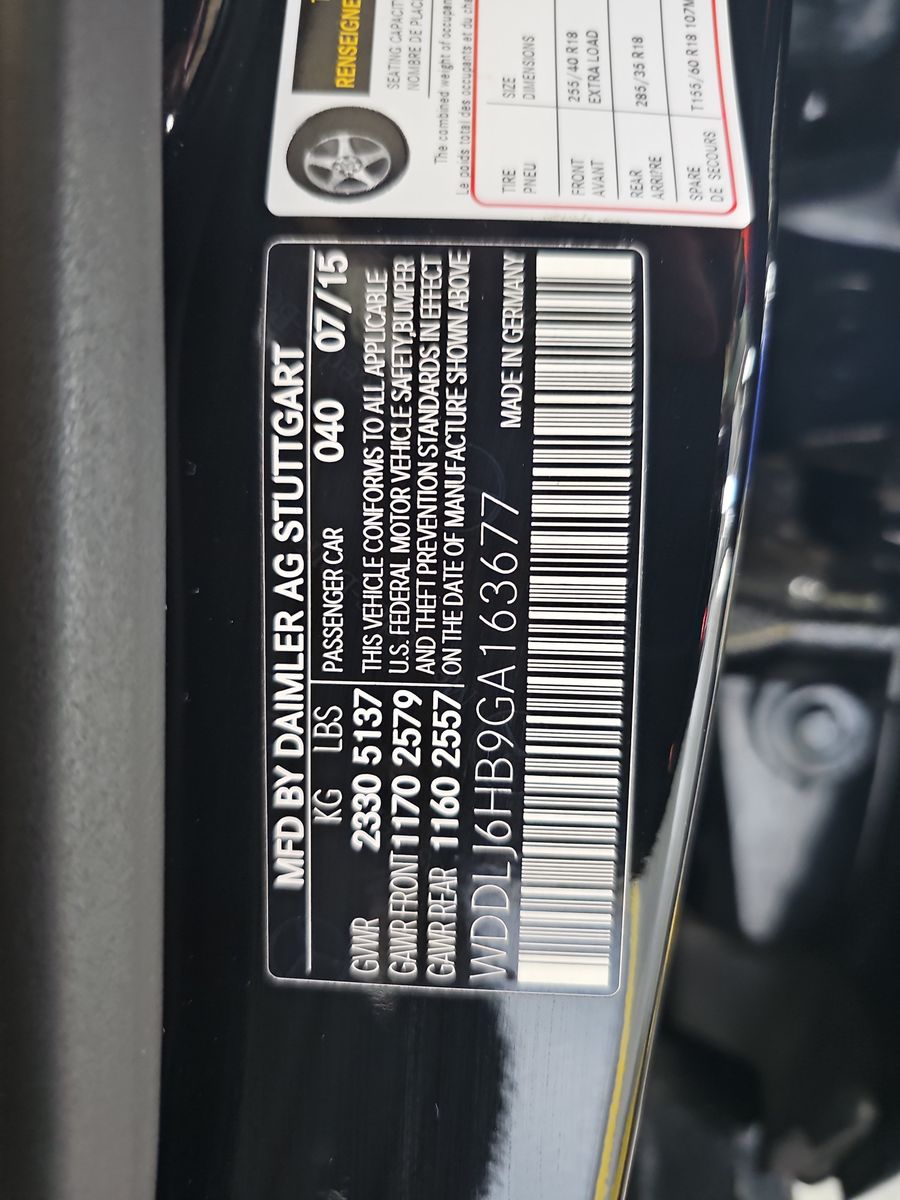 MFD BY DAIMLER AG STUTTGART
KG LBS PASSENGER CAR 040 07/15
GWR 2330 5137 THIS VEHICLE CONFORMS TO ALL APPLICABLE
GAWR FRONT 1170 2579 U.S. FEDERAL MOTOR VEHICLE SAFETY,BUMPER
GAWR REAR 1160 2557 AND THEFT PREVENTION STANDARDS IN EFFECT
ON THE DATE OF MANUFACTURE SHOWN ABOVE
MADE IN GERMANY
WDDLJ6HB9GA163677
RENSEIGNE
SEATING CAPACITY
NOMBRE DE PLACE
The combined weight of occupan
Le poids total des occupants et du cha
TIRE SIZE
PNEU DIMENSIONS
FRONT 255/40 R18
AVANT EXTRA LOAD
REAR 285/35 R18
ARRIÈRE
SPARE T155/60 R18 107M
DE SECOURS